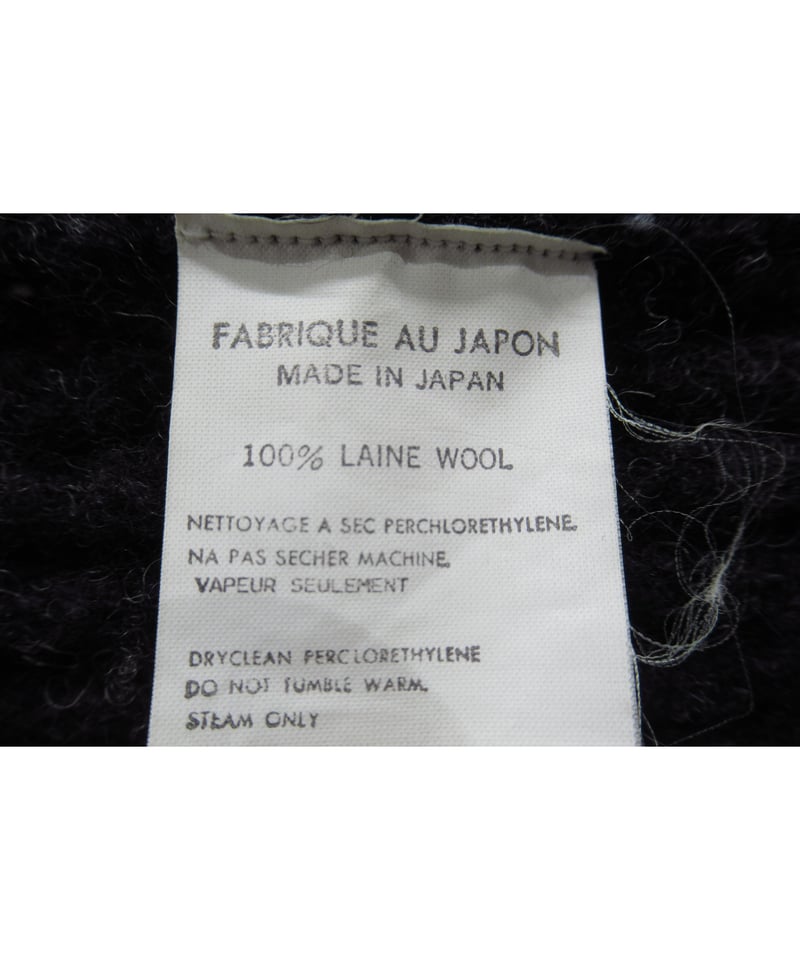 FABRIQUE AU JAPON
MADE IN JAPAN
100% LAINE WOOL
NETTOYAGE A SEC PERCHLORETHYLENE.
NA PAS SECHER MACHINE.
VAPEUR SEULEMENT
DRYCLEAN PERCLORETHYLENE
DO NOT TUMBLE WARM.
STEAM ONLY